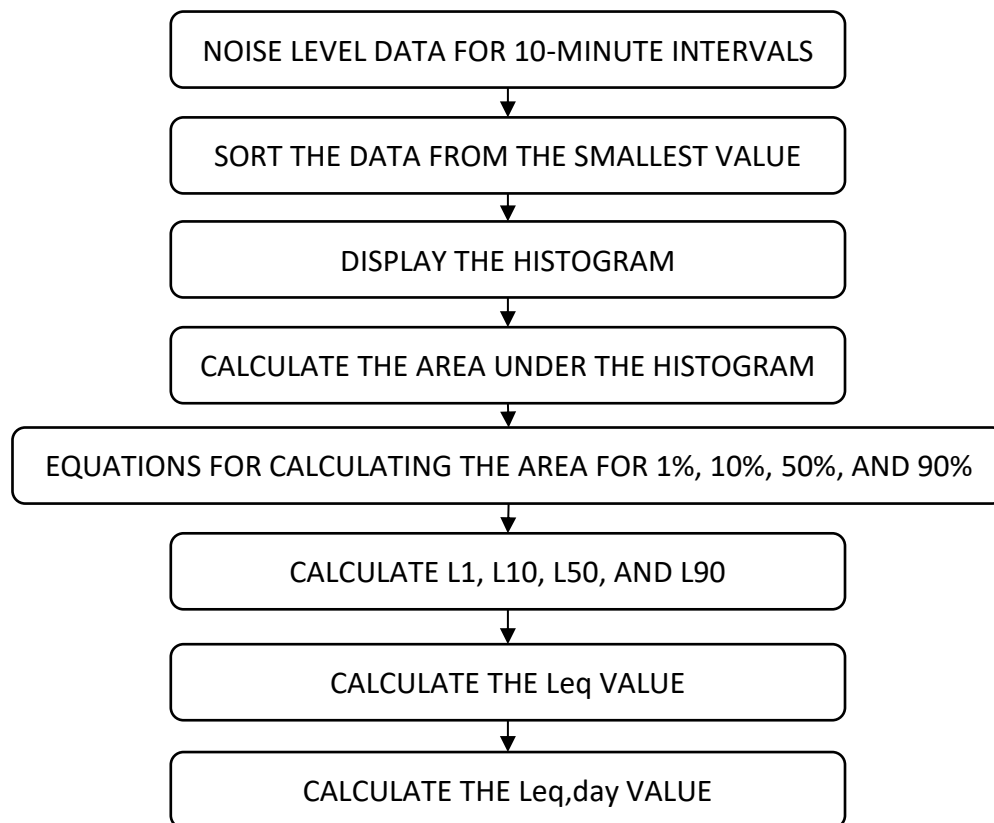 NOISE LEVEL DATA FOR 10-MINUTE INTERVALS
SORT THE DATA FROM THE SMALLEST VALUE
DISPLAY THE HISTOGRAM
CALCULATE THE AREA UNDER THE HISTOGRAM
EQUATIONS FOR CALCULATING THE AREA FOR 1%, 10%, 50%, AND 90%
CALCULATE L1, L10, L50, AND L90
CALCULATE THE Leq VALUE
CALCULATE THE Leq,day VALUE